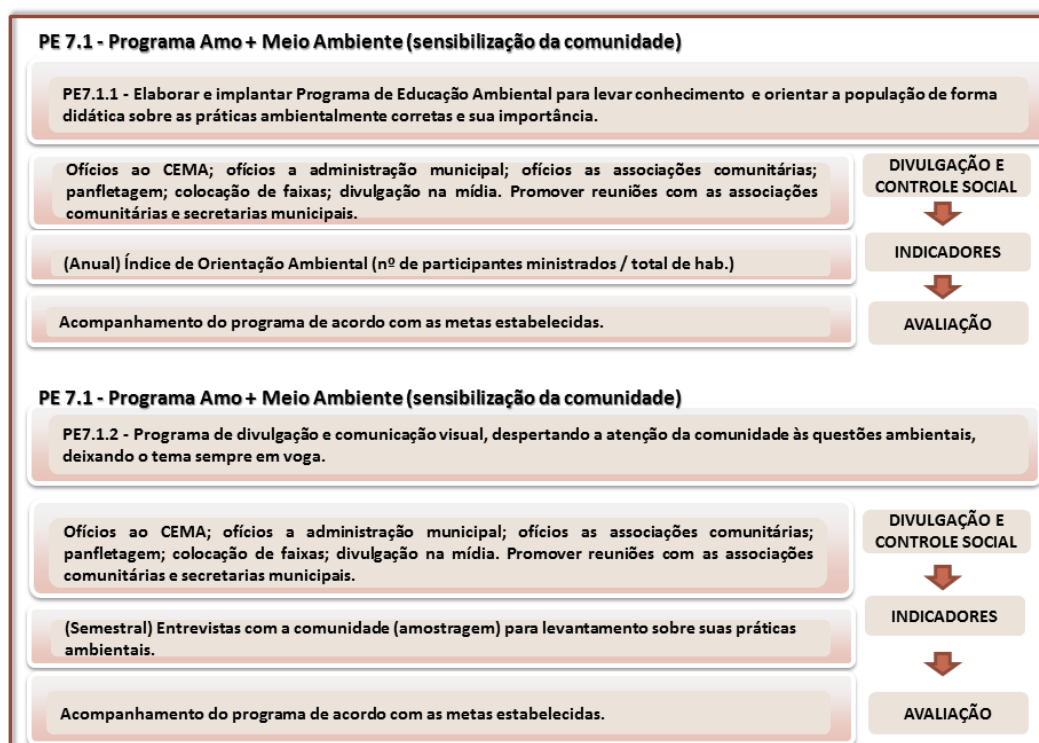 PE 7.1 - Programa Amo + Meio Ambiente (sensibilização da comunidade)
PE7.1.1 - Elaborar e implantar Programa de Educação Ambiental para levar conhecimento e orientar a população de forma
didática sobre as práticas ambientalmente corretas e sua importância.
Ofícios ao CEMA; ofícios a administração municipal; ofícios as associações comunitárias;
panfletagem; colocação de faixas; divulgação na mídia. Promover reuniões com as associações
comunitárias e secretarias municipais.
DIVULGAÇÃO E
CONTROLE SOCIAL
(Anual) Índice de Orientação Ambiental (nº de participantes ministrados / total de hab.)
INDICADORES
Acompanhamento do programa de acordo com as metas estabelecidas.
AVALIAÇÃO
PE 7.1 - Programa Amo + Meio Ambiente (sensibilização da comunidade)
PE7.1.2 - Programa de divulgação e comunicação visual, despertando a atenção da comunidade às questões ambientais,
deixando o tema sempre em voga.
Ofícios ao CEMA; ofícios a administração municipal; ofícios as associações comunitárias;
panfletagem; colocação de faixas; divulgação na mídia. Promover reuniões com as associações
comunitárias e secretarias municipais.
DIVULGAÇÃO E
CONTROLE SOCIAL
(Semestral) Entrevistas com a comunidade (amostragem) para levantamento sobre suas práticas
ambientais.
INDICADORES
Acompanhamento do programa de acordo com as metas estabelecidas.
AVALIAÇÃO